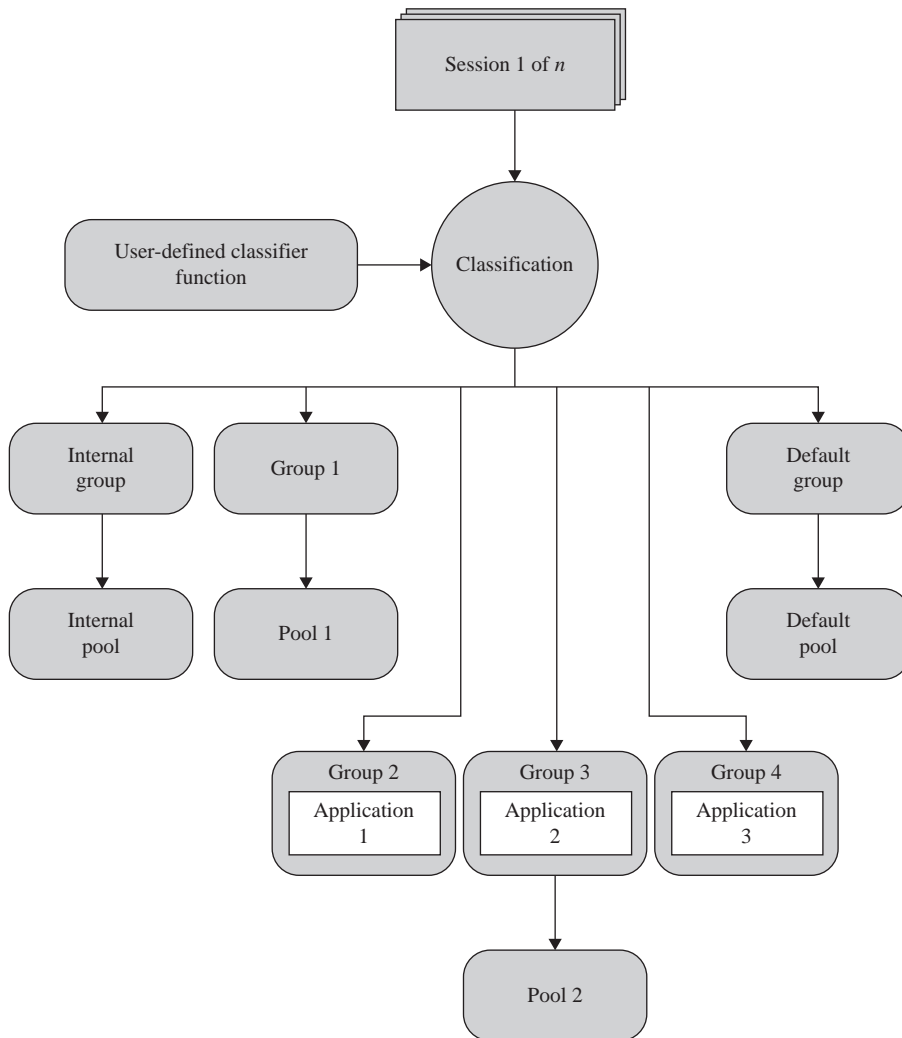 Session 1 of n
User-defined classifier
function
Classification
Internal
group
Group 1
Default
group
Internal
pool
Pool 1
Default
pool
Group 2
Application
1
Group 3
Application
2
Group 4
Application
3
Pool 2